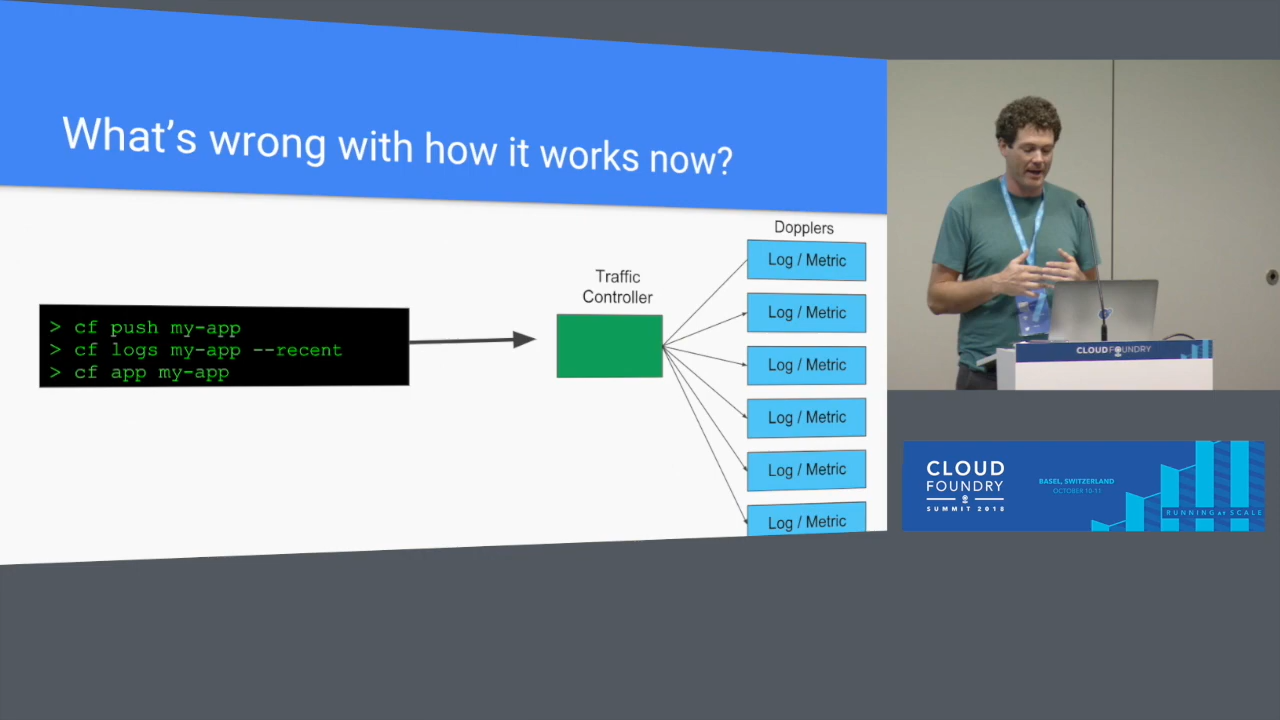 What's wrong with how it works now?
> cf push my-app
> cf logs my-app --recent
> cf app my-app
Traffic
Controller
Dopplers
Log / Metric
Log / Metric
Log / Metric
Log / Metric
Log / Metric
Log / Metric
CLOUD FOUNDRY
CLOUD
FOUNDRY
SUMMIT 2018
BASEL, SWITZERLAND
OCTOBER 10-11
RUNNING AT SCALE